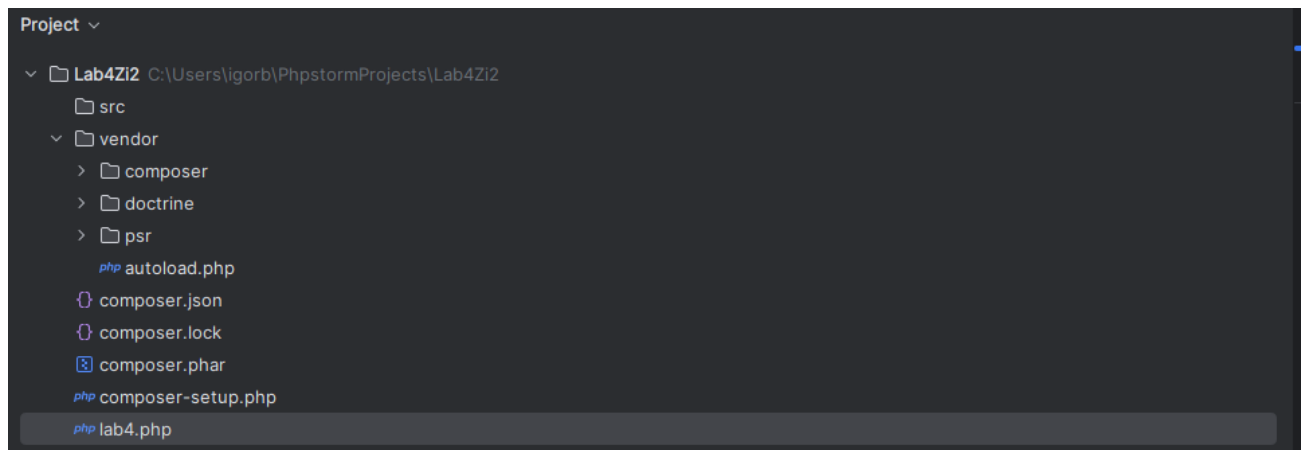 Project
Lab4Zi2 C:\Users\igorb\PhpstormProjects\Lab4Zi2
src
vendor
composer
doctrine
psr
php autoload.php
{} composer.json
{} composer.lock
composer.phar
php composer-setup.php
php lab4.php